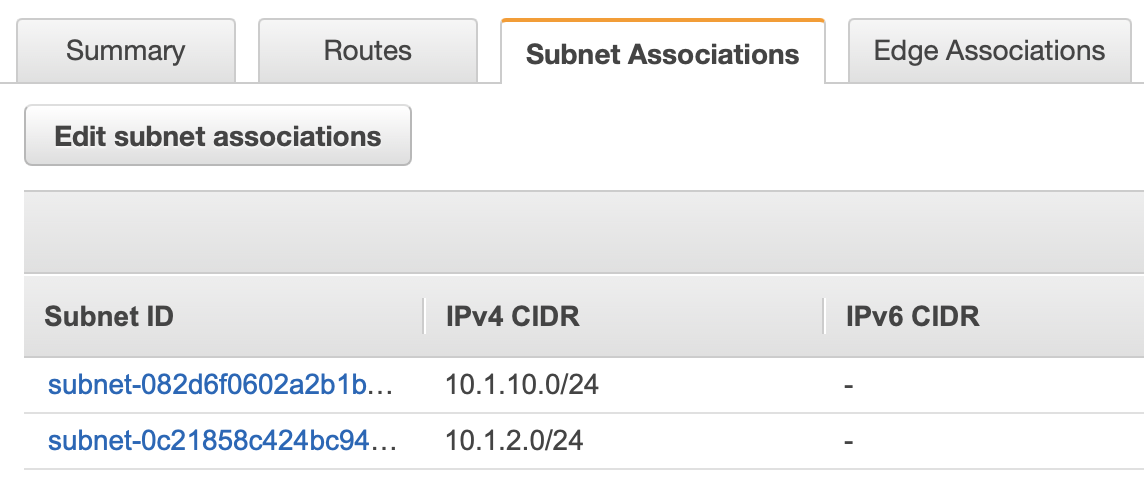 Summary Routes Subnet Associations Edge Associations
Edit subnet associations
Subnet ID IPv4 CIDR IPv6 CIDR
subnet-082d6f0602a2b1b... 10.1.10.0/24 -
subnet-0c21858c424bc94... 10.1.2.0/24 -